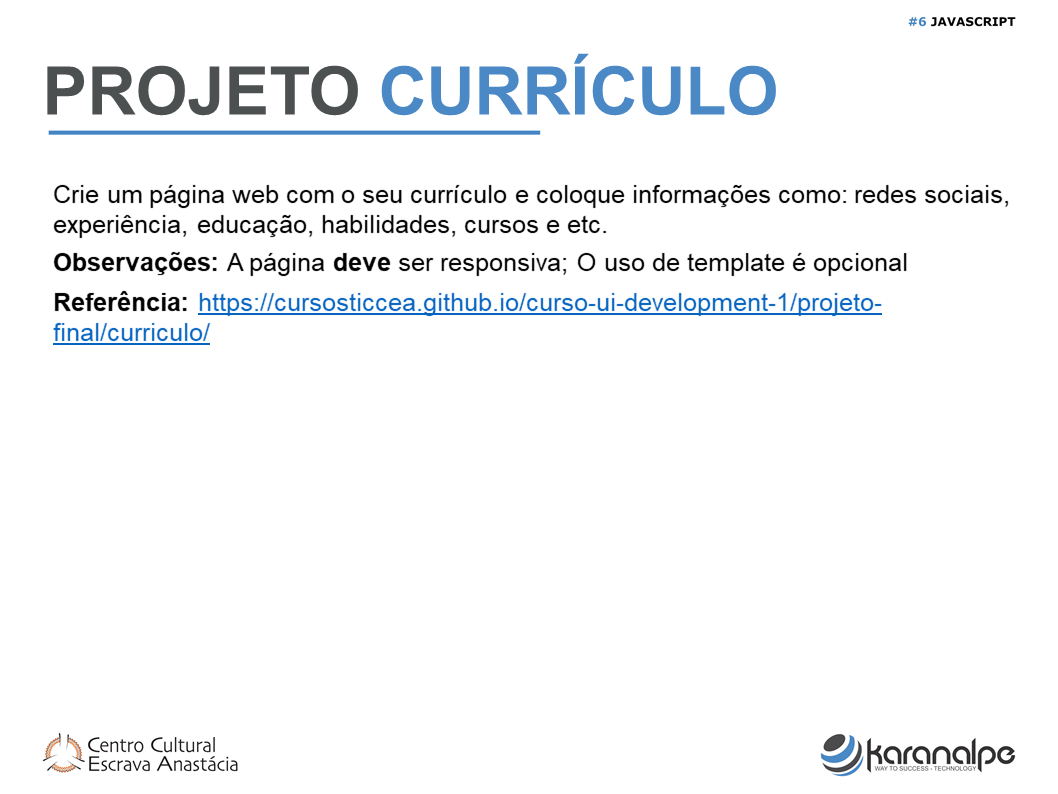 #6 JAVASCRIPT
PROJETO CURRÍCULO
Crie um página web com o seu currículo e coloque informações como: redes sociais,
experiência, educação, habilidades, cursos e etc.
Observações: A página deve ser responsiva; O uso de template é opcional
Referência: https://cursosticcea.github.io/curso-ui-development-1/projeto-
final/curriculo/
Centro Cultural
Escrava Anastácia
karanalpe
WAY TO SUCCESS - TECHNOLOGY